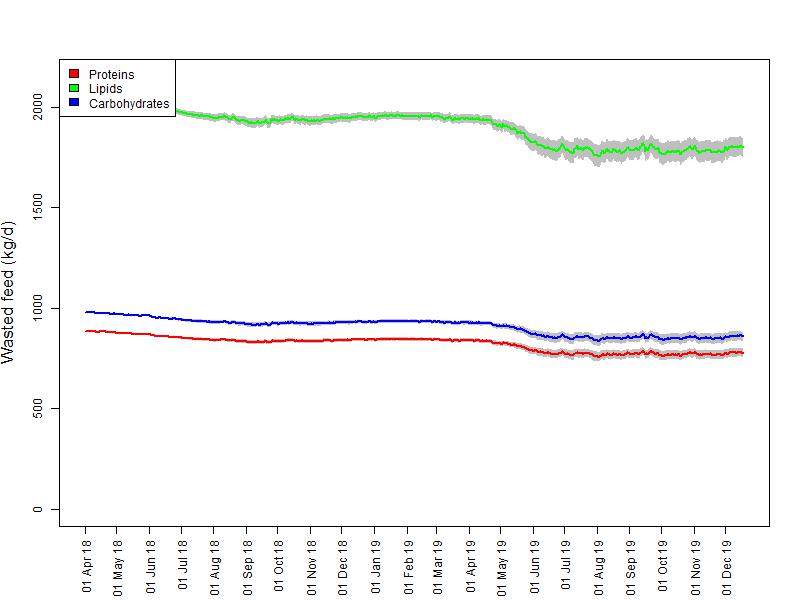 Proteins
Lipids
Carbohydrates
Wasted feed (kg/d)
2000
1500
1000
500
0
01 Apr 18
01 May 18
01 Jun 18
01 Jul 18
01 Aug 18
01 Sep 18
01 Oct 18
01 Nov 18
01 Dec 18
01 Jan 19
01 Feb 19
01 Mar 19
01 Apr 19
01 May 19
01 Jun 19
01 Jul 19
01 Aug 19
01 Sep 19
01 Oct 19
01 Nov 19
01 Dec 19